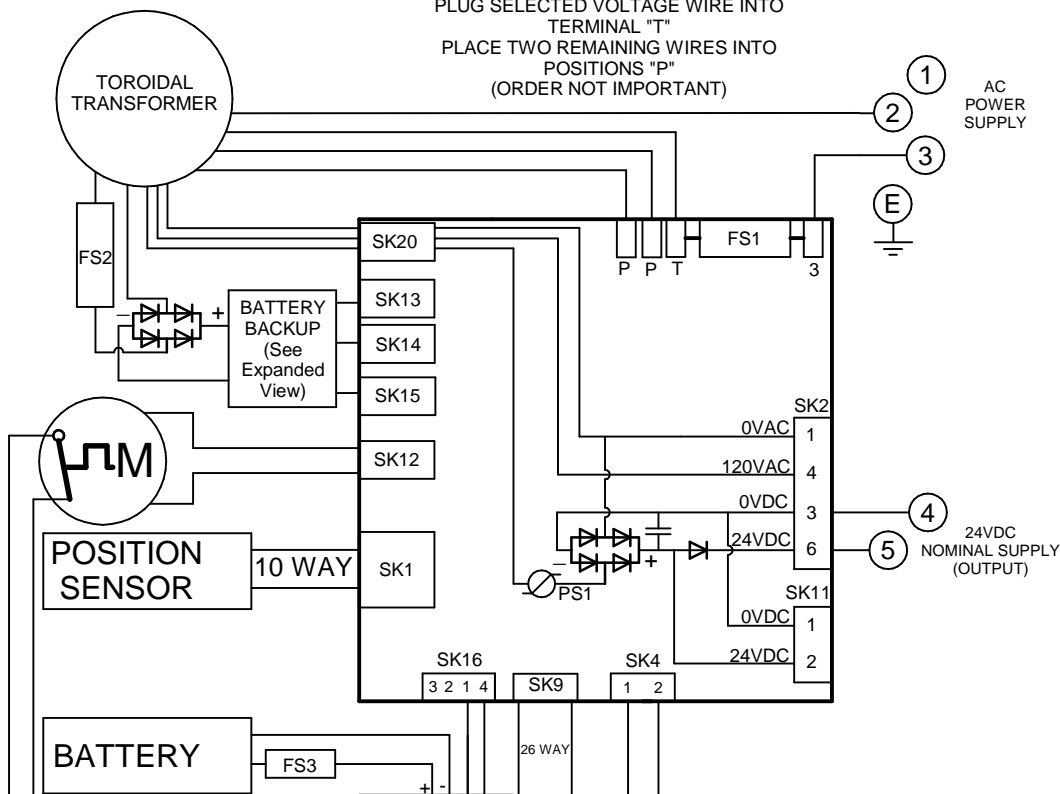 PLUG SELECTED VOLTAGE WIRE INTO
TERMINAL "T"
PLACE TWO REMAINING WIRES INTO
POSITIONS "P"
(ORDER NOT IMPORTANT)
TOROIDAL
TRANSFORMER
1
2
3
E
AC
POWER
SUPPLY
FS2
SK20
P P T
FS1
3
– +
BATTERY
BACKUP
(See
Expanded
View)
SK13
SK14
SK15
SK12
M
POSITION
SENSOR
10 WAY
SK1
SK2
0VAC 1
120VAC 4
0VDC 3
24VDC 6
4
5
24VDC
NOMINAL SUPPLY
(OUTPUT)
– +
PS1
SK11
0VDC 1
24VDC 2
SK16
3 2 1 4
SK9
SK4
1 2
26 WAY
BATTERY
FS3
+ -